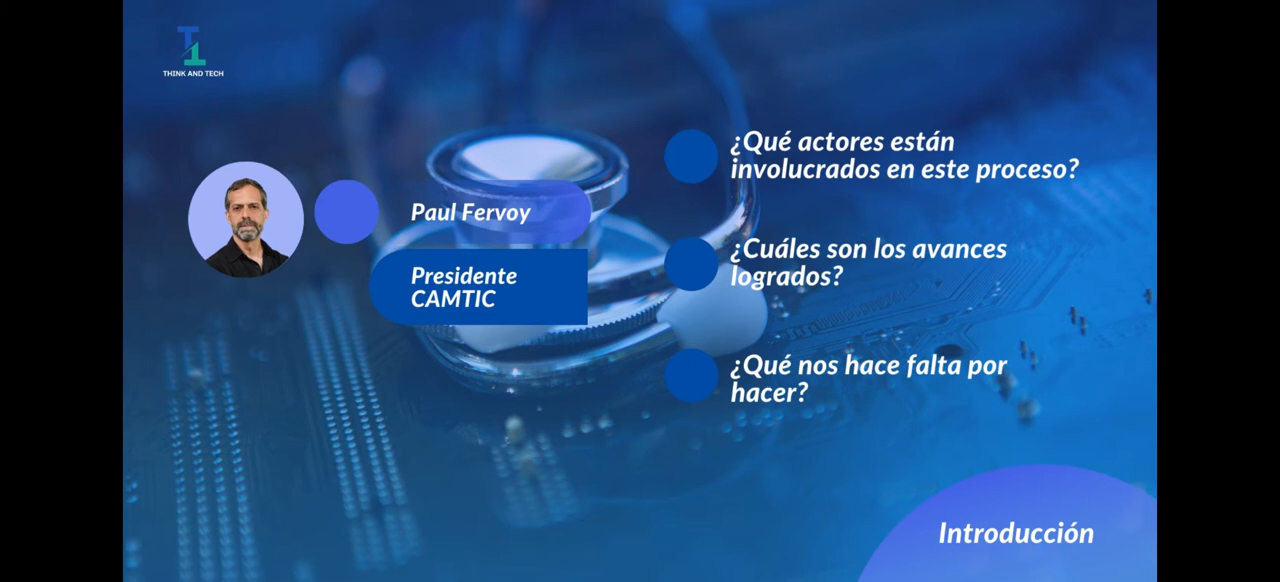 THINK AND TECH
Paul Fervoy
Presidente
CAMTIC
¿Qué actores están
involucrados en este proceso?
¿Cuáles son los avances
logrados?
¿Qué nos hace falta por
hacer?
Introducción